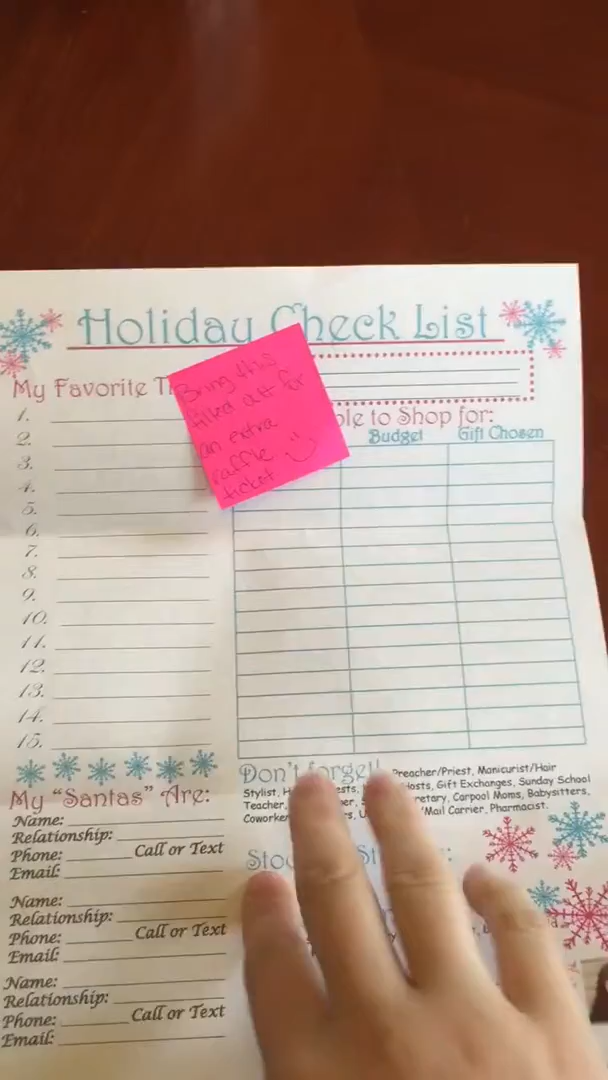 Holiday Check List
My Favorite T
Bring this
filled out for
an extra
raffle
ticket
ple to Shop for:
Budget Gift Chosen
1.
2.
3.
4.
5.
6.
7.
8.
9.
10.
11.
12.
13.
14.
15.
My "Santas" Are:
Name:
Relationship:
Phone: Call or Text
Email:
Name:
Relationship:
Phone: Call or Text
Email:
Name:
Relationship:
Phone: Call or Text
Email:
Don't forget!! Preacher/Priest, Manicurist/Hair
Stylist, Gift Exchanges, Sunday School
Teacher, Carpool Moms, Babysitters,
Mail Carrier, Pharmacist.